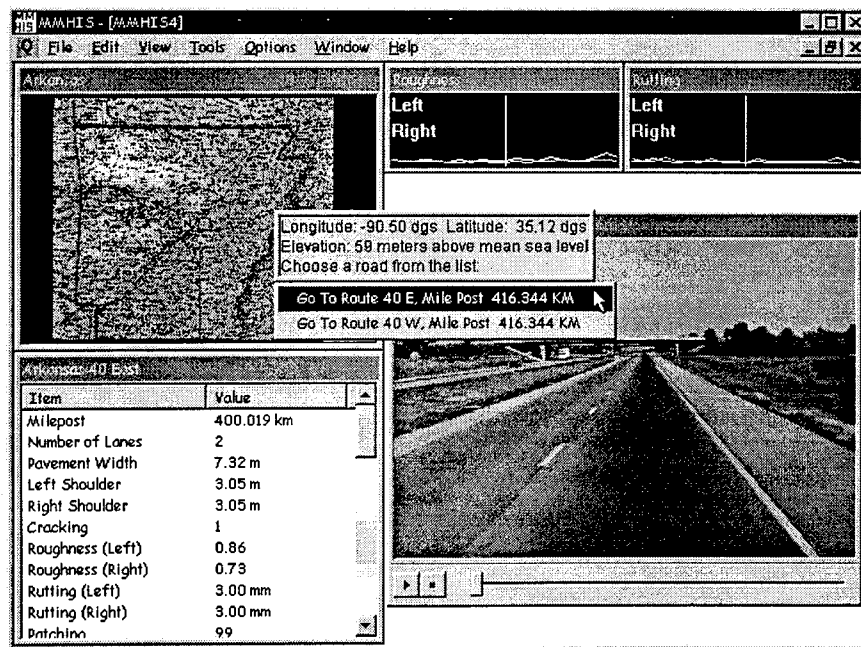 MMHIS - [MMHIS4]
File Edit View Tools Options Window Help
Arkansas
Roughness
Rutting
Left
Right
Left
Right
Longitude: -90.50 dgs Latitude: 35.12 dgs
Elevation: 59 meters above mean sea level
Choose a road from the list:
Go To Route 40 E, Mile Post 416.344 KM
Go To Route 40 W, Mile Post 416.344 KM
Arkansas-40 East
Item Value
Milepost 400.019 km
Number of Lanes 2
Pavement Width 7.32 m
Left Shoulder 3.05 m
Right Shoulder 3.05 m
Cracking 1
Roughness (Left) 0.86
Roughness (Right) 0.73
Rutting (Left) 3.00 mm
Rutting (Right) 3.00 mm
Patching 99